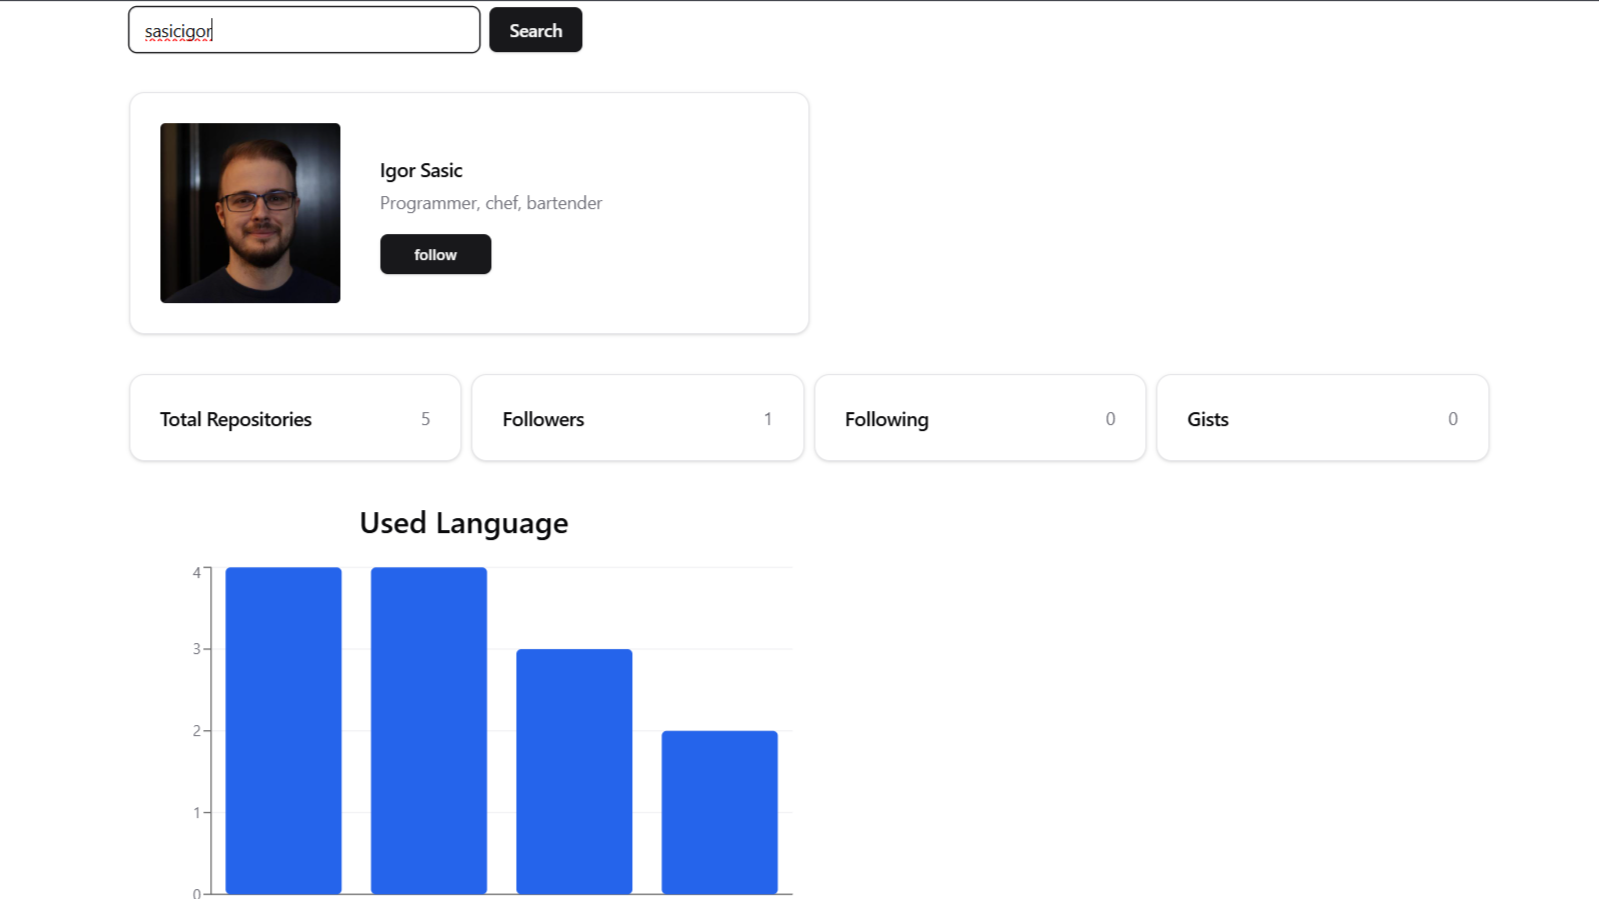 sasicigor
Search
Igor Sasic
Programmer, chef, bartender
follow
Total Repositories 5
Followers 1
Following 0
Gists 0
Used Language
4
3
2
1
0